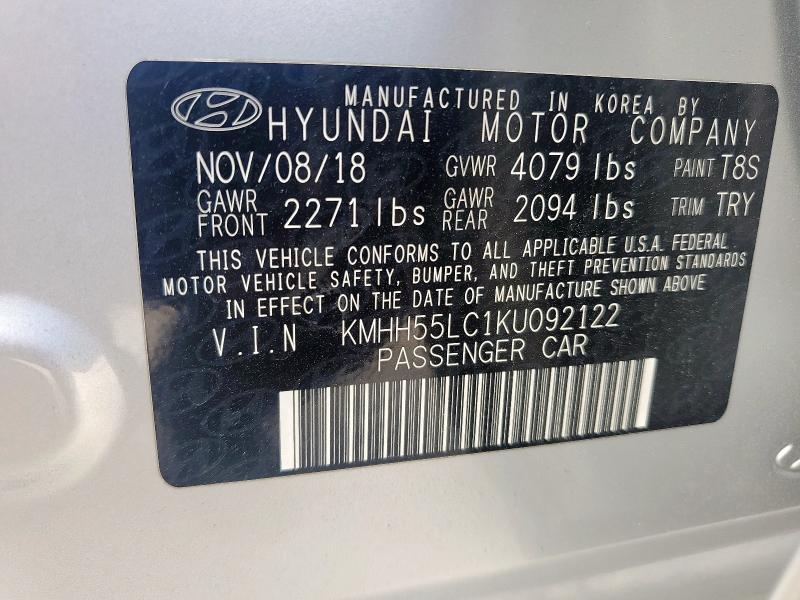 MANUFACTURED IN KOREA BY
HYUNDAI MOTOR COMPANY
NOV/08/18 GVWR 4079 lbs PAINT T8S
GAWR FRONT 2271 lbs GAWR REAR 2094 lbs TRIM TRY
THIS VEHICLE CONFORMS TO ALL APPLICABLE U.S.A. FEDERAL
MOTOR VEHICLE SAFETY, BUMPER, AND THEFT PREVENTION STANDARDS
IN EFFECT ON THE DATE OF MANUFACTURE SHOWN ABOVE
V.I.N KMHH55LC1KU092122
PASSENGER CAR